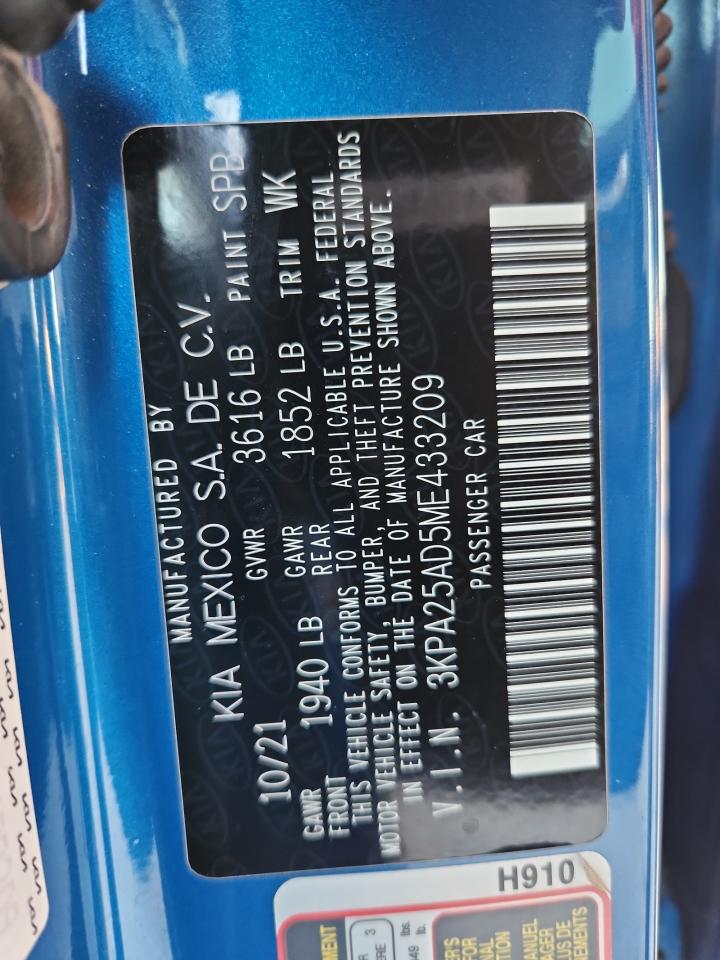 MANUFACTURED BY
KIA MEXICO S.A. DE C.V.
10/21 GVWR 3616 LB PAINT SPB
GAWR FRONT 1940 LB GAWR REAR 1852 LB TRIM WK
THIS VEHICLE CONFORMS TO ALL APPLICABLE U.S.A. FEDERAL
MOTOR VEHICLE SAFETY, BUMPER, AND THEFT PREVENTION STANDARDS
IN EFFECT ON THE DATE OF MANUFACTURE SHOWN ABOVE.
V.I.N. 3KPA25AD5ME433209
PASSENGER CAR
H910